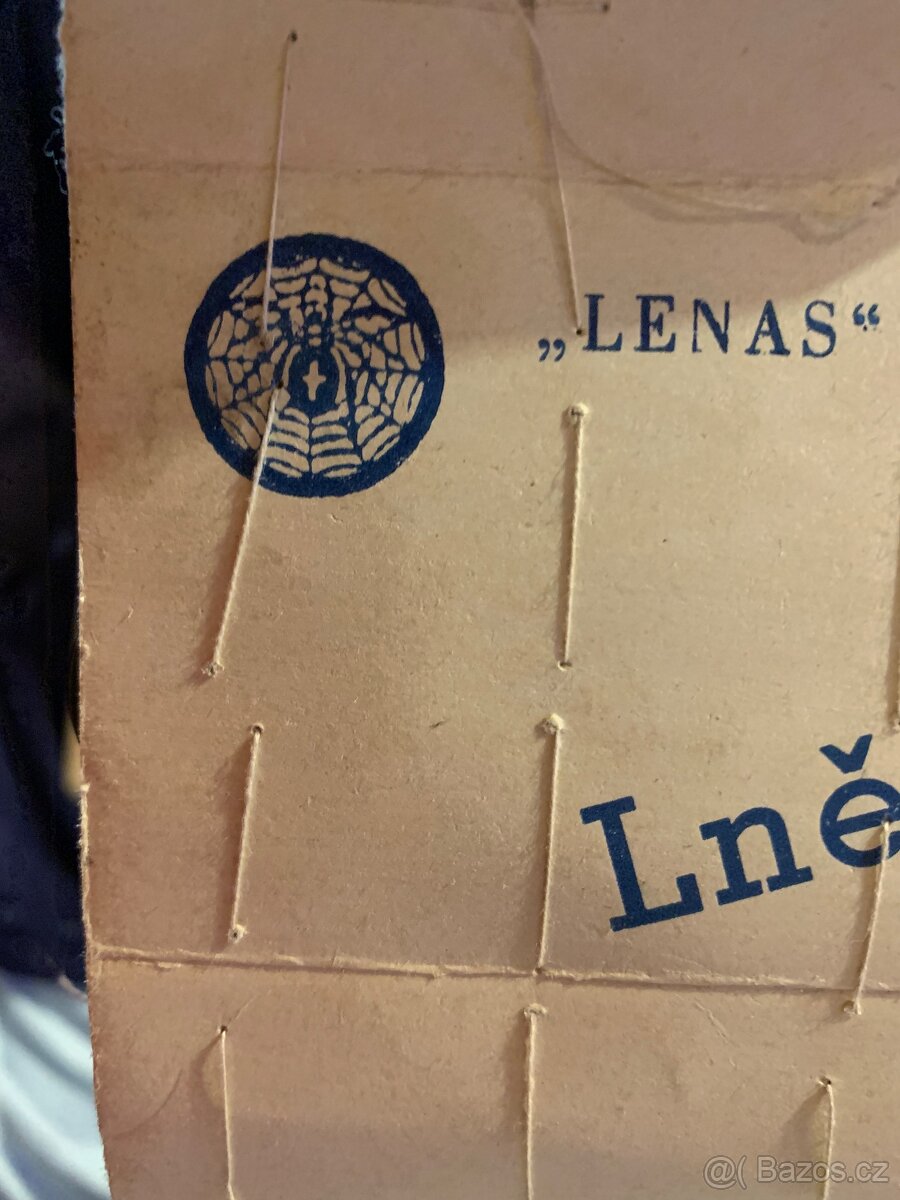 „LENAS“
Lně
@( Bazos.cz